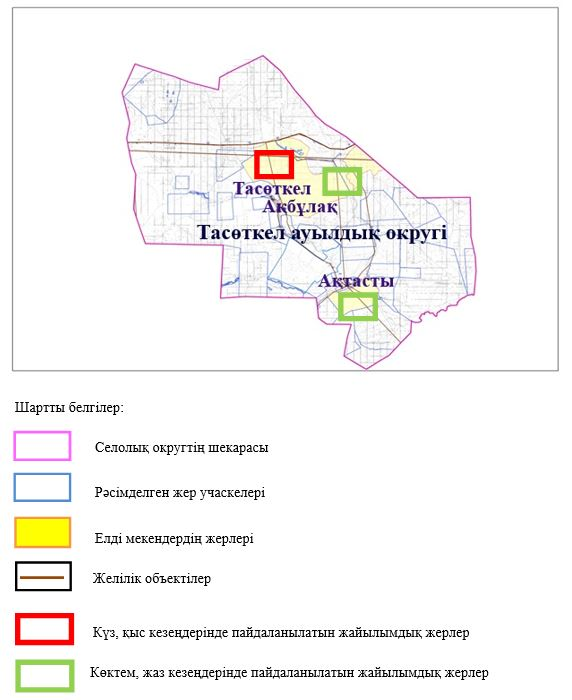 Тасөткел
Ақбұлақ
Тасөткел ауылдық округі
Ақтасты
Шартты белгілер:
Селолық округтің шекарасы
Рәсімделген жер учаскелері
Елді мекендердің жерлері
Желілік объектілер
Күз, қыс кезеңдерінде пайдаланылатын жайылымдық жерлер
Көктем, жаз кезеңдерінде пайдаланылатын жайылымдық жерлер